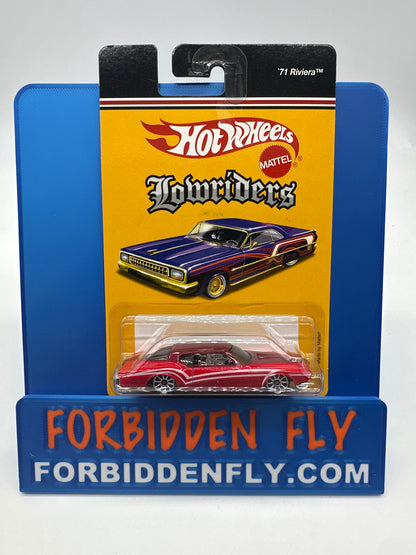 '71 Riviera™
Hot Wheels
MATTEL®
Lowriders
FORBIDDEN FLY
FORBIDDENFLY.COM